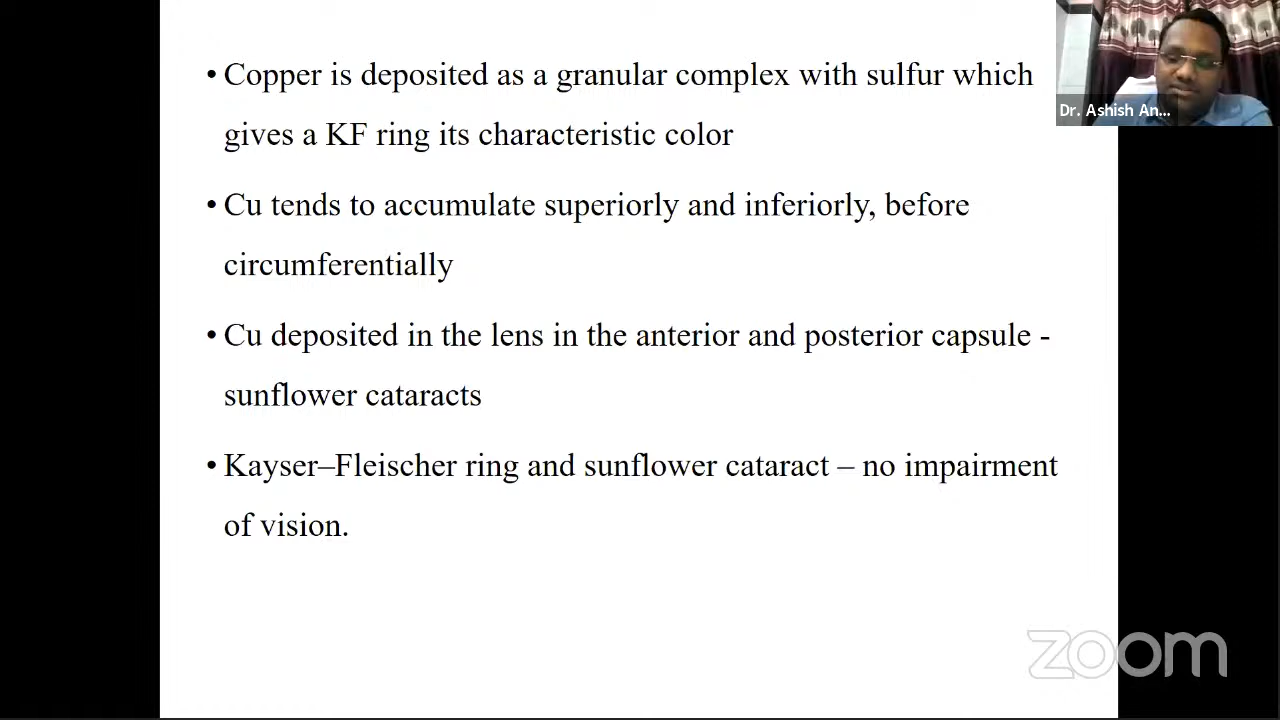 • Copper is deposited as a granular complex with sulfur which
gives a KF ring its characteristic color
• Cu tends to accumulate superiorly and inferiorly, before
circumferentially
• Cu deposited in the lens in the anterior and posterior capsule -
sunflower cataracts
• Kayser–Fleischer ring and sunflower cataract – no impairment
of vision.
Dr. Ashish An...
zoom